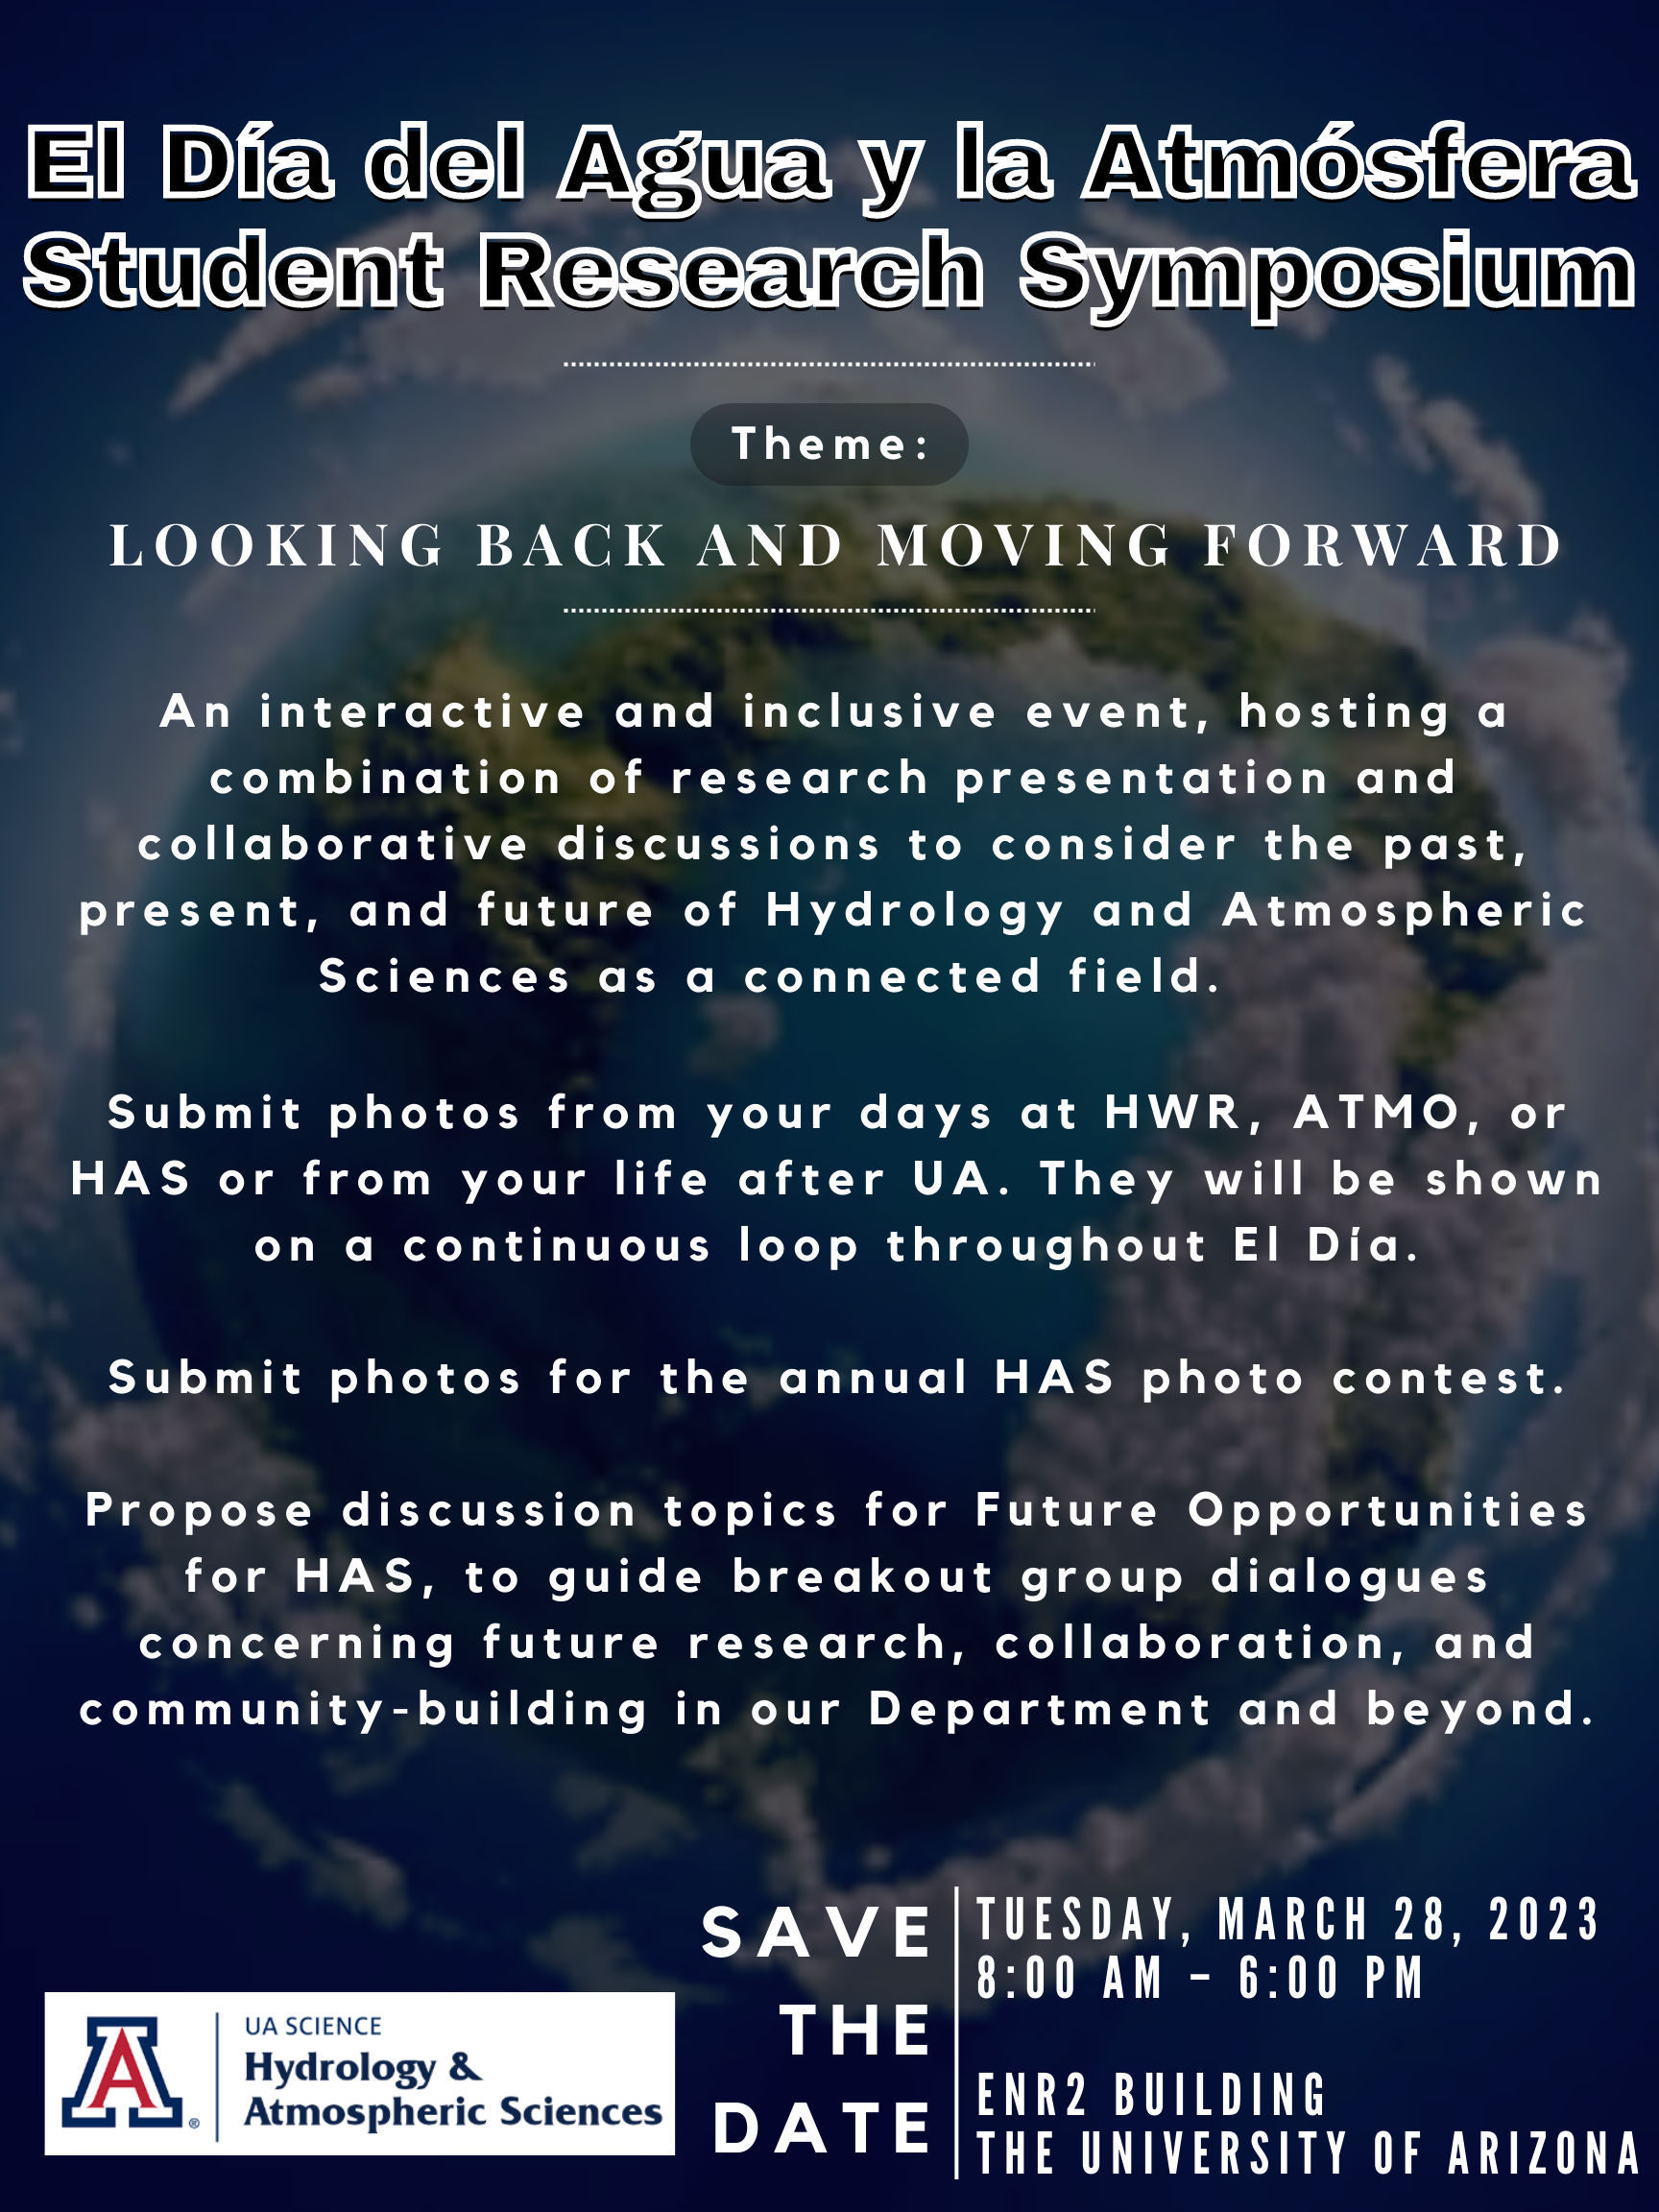 El Día del Agua y la Atmósfera
Student Research Symposium
Theme:
LOOKING BACK AND MOVING FORWARD
An interactive and inclusive event, hosting a
combination of research presentation and
collaborative discussions to consider the past,
present, and future of Hydrology and Atmospheric
Sciences as a connected field.
Submit photos from your days at HWR, ATMO, or
HAS or from your life after UA. They will be shown
on a continuous loop throughout El Día.
Submit photos for the annual HAS photo contest.
Propose discussion topics for Future Opportunities
for HAS, to guide breakout group dialogues
concerning future research, collaboration, and
community-building in our Department and beyond.
SAVE
THE
DATE
TUESDAY, MARCH 28, 2023
8:00 AM – 6:00 PM
ENR2 BUILDING
THE UNIVERSITY OF ARIZONA
A ®
UA SCIENCE
Hydrology &
Atmospheric Sciences